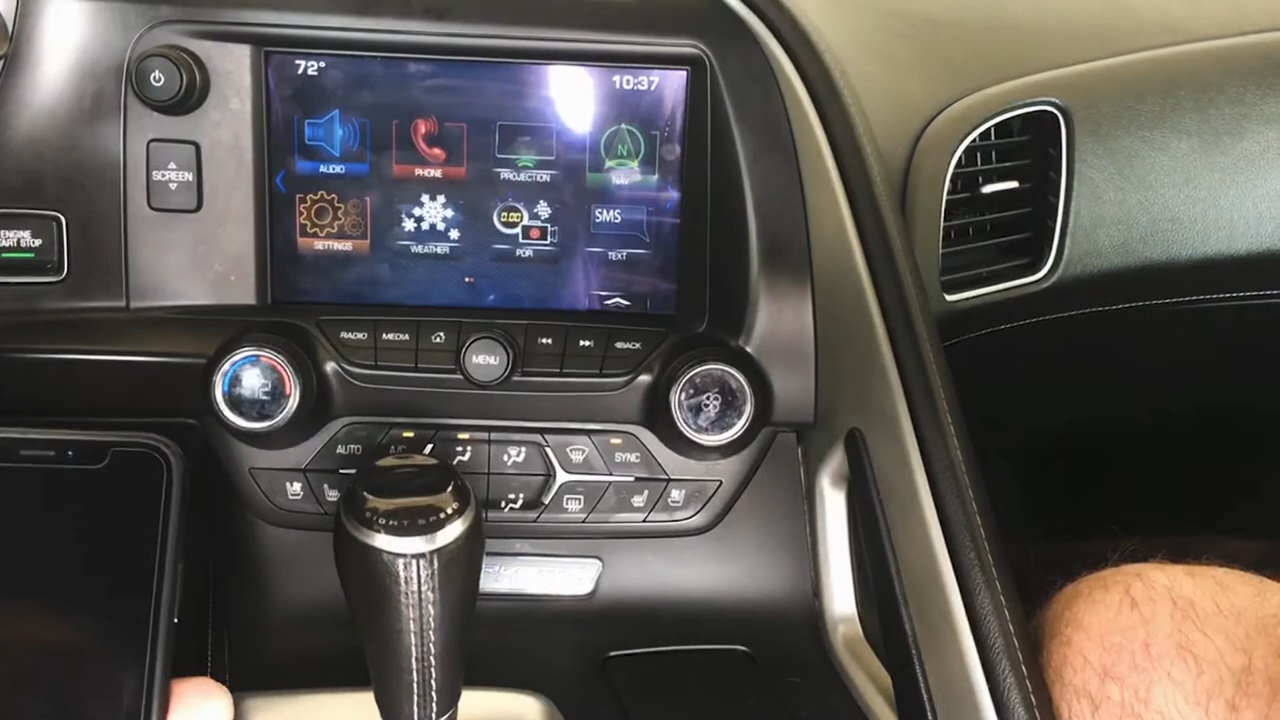 72°
10:37
AUDIO
PHONE
PROJECTION
N
NAV
SETTINGS
WEATHER
0.00
PDR
SMS
TEXT
SCREEN
ENGINE
START STOP
RADIO
MEDIA
MENU
BACK
AUTO
A/C
SYNC
EIGHT SPEED